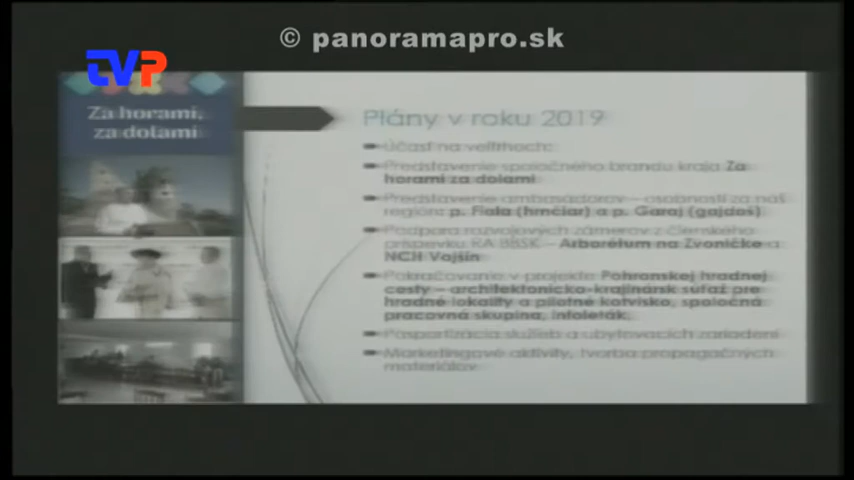 © panoramapro.sk
TVP
Za horami,
za dolami
Plány v roku 2019
Účasť na veľtrhoch:
Predstavenie spoločného brandu kraja Za
horami za dolami
Predstavenie ambasádorov – osobností za náš
región: p. Fiala (hrnčiar) a p. Garaj (gajdoš)
Podpora rozvojových zámerov z členského
príspevku RA BBSK – Arborétum na Zvoničke a
NCH Vojšín
Pokračovanie v projekte Pohronskej hradnej
cesty – architektonicko-krajinársk súťaž pre
hradné lokality a pilotné kotvisko, spoločná
pracovná skupina, infoleták,
Pasportizácia služieb a ubytovacích zariadení
Marketingové aktivity, tvorba propagačných
materiálov